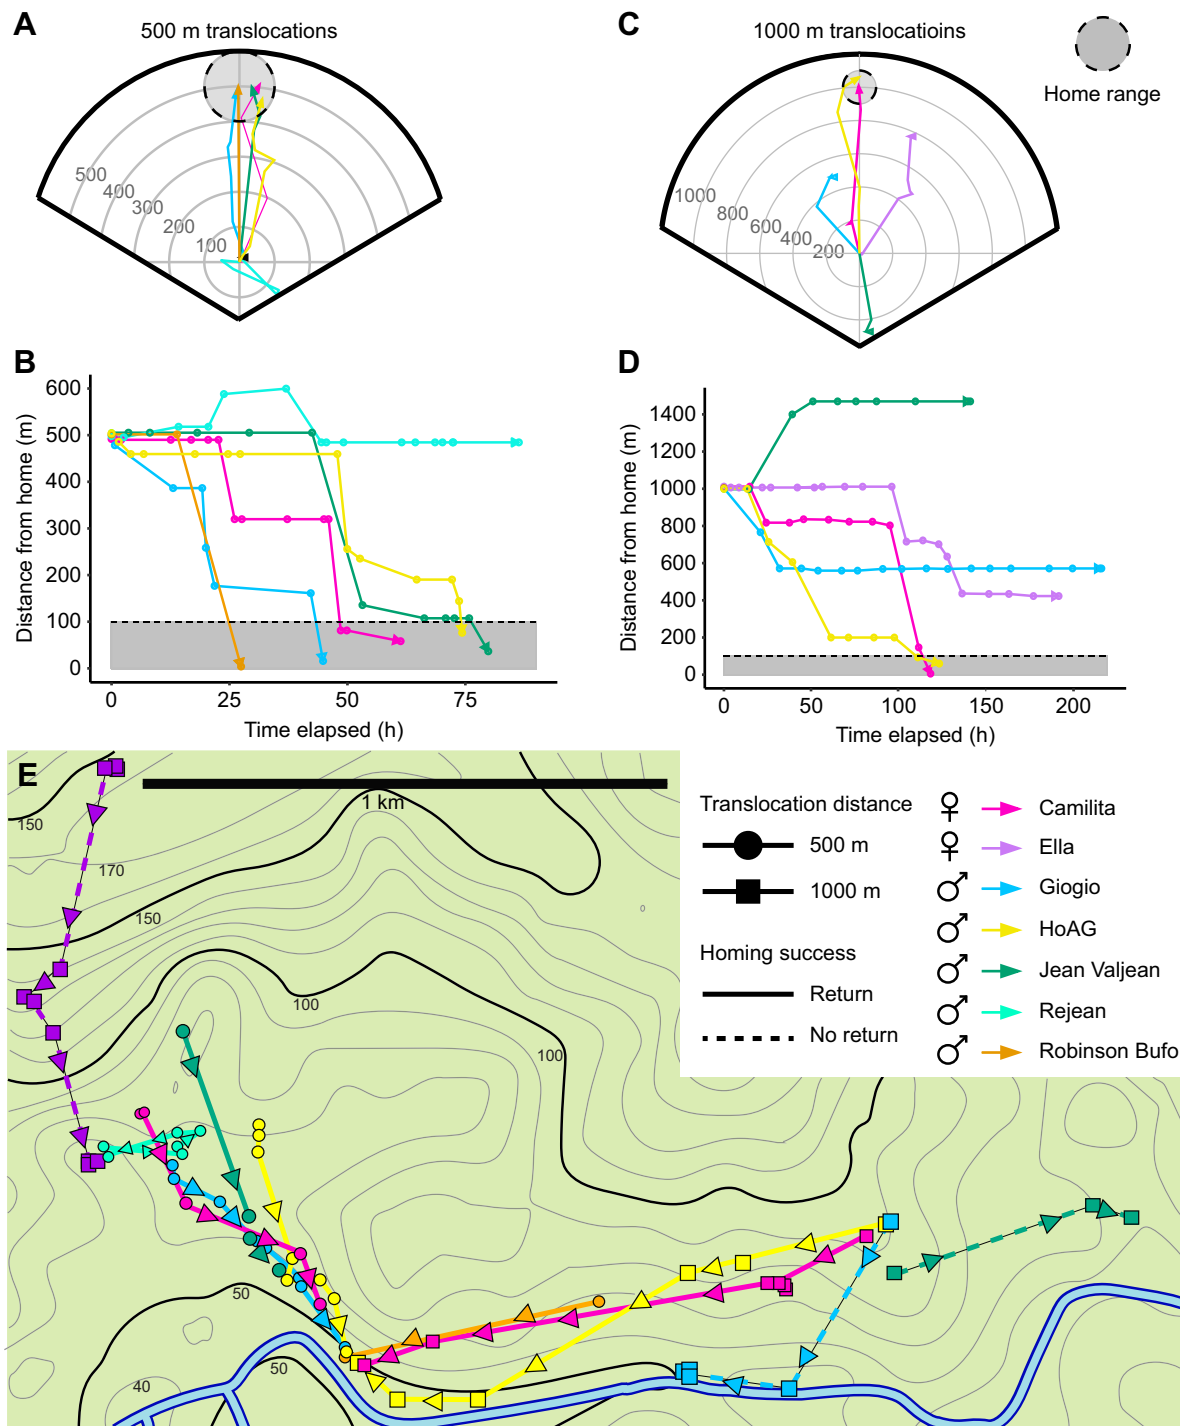 A
500 m translocations
500
400
300
200
100
C
1000 m translocatioins
1000
800
600
400
200
Home range
B
Distance from home (m)
600
500
400
300
200
100
0
0
25
50
75
Time elapsed (h)
D
Distance from home (m)
1400
1200
1000
800
600
400
200
0
0
50
100
150
200
Time elapsed (h)
E
1 km
150
170
150
100
100
50
50
40
Translocation distance
500 m
1000 m
Homing success
Return
No return
♀ Camilita
♀ Ella
♂ Giogio
♂ HoAG
♂ Jean Valjean
♂ Rejean
♂ Robinson Bufo